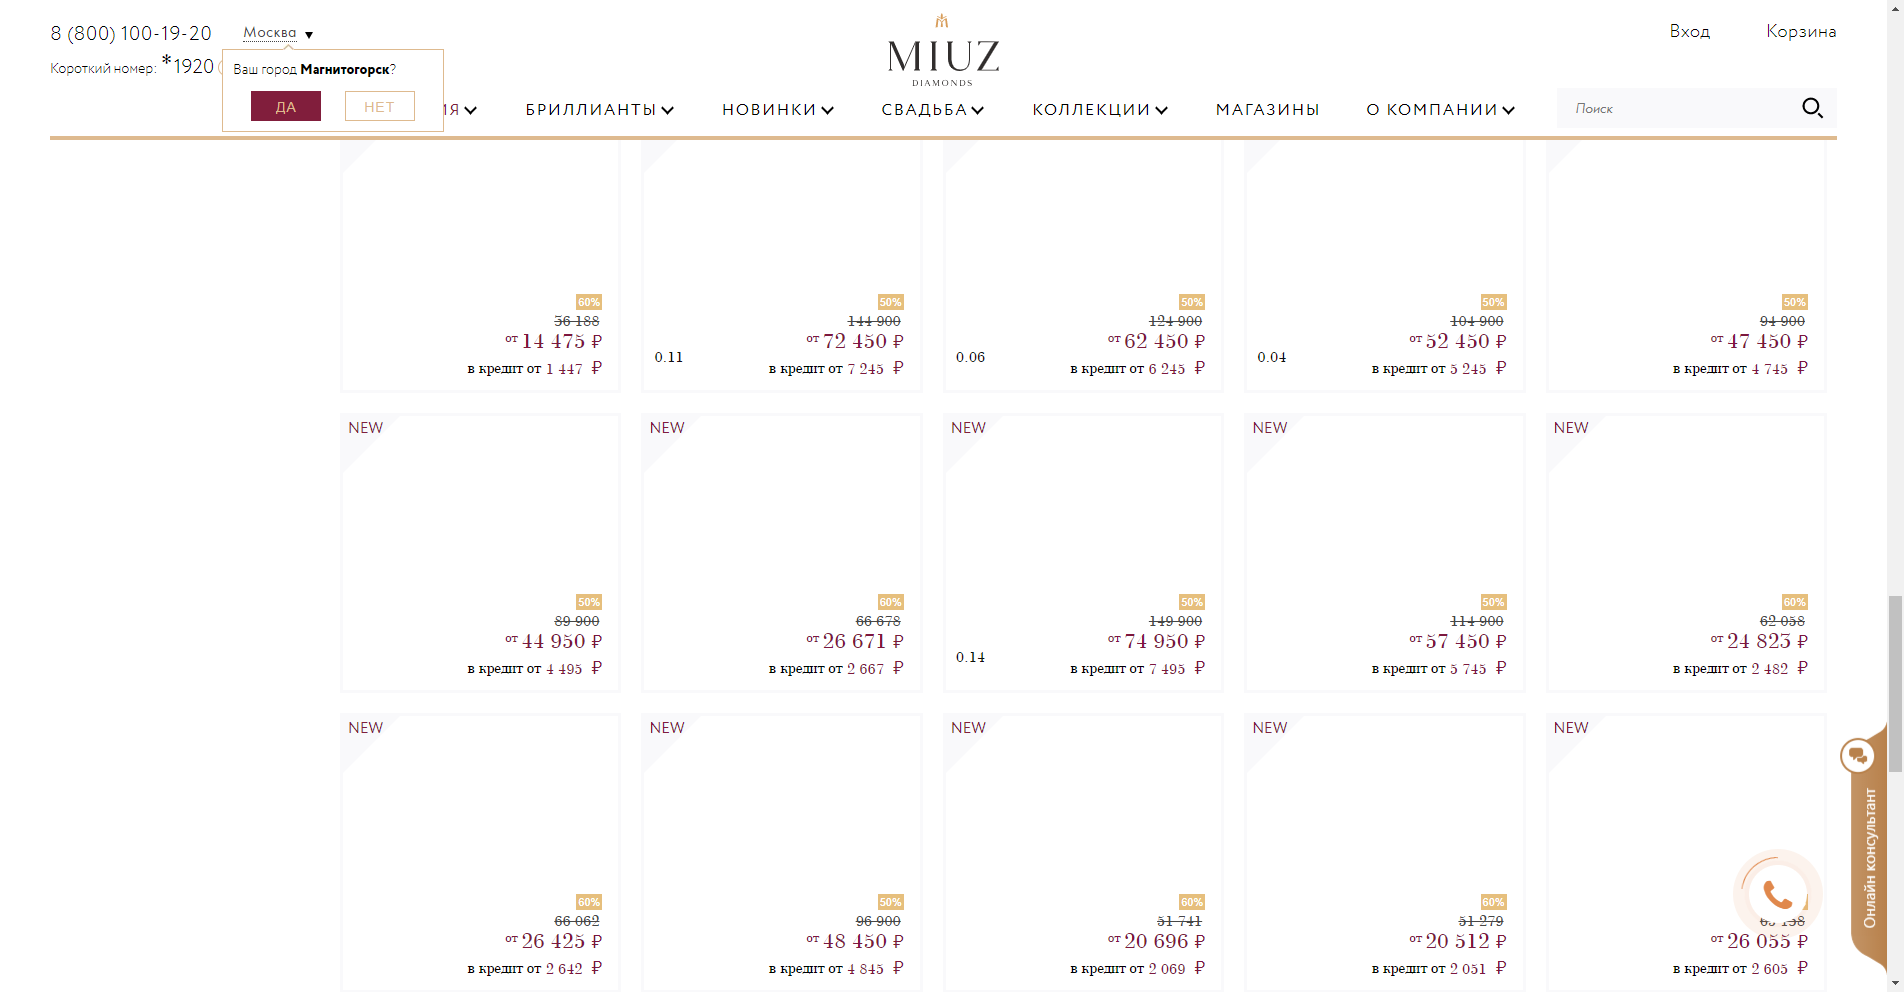 8 (800) 100-19-20
Москва ▼
Короткий номер: *1920
Ваш город Магнитогорск?
ДА
НЕТ
MIUZ
DIAMONDS
Вход
Корзина
БРИЛЛИАНТЫ
НОВИНКИ
СВАДЬБА
КОЛЛЕКЦИИ
МАГАЗИНЫ
О КОМПАНИИ
Поиск
60%
36 188
от 14 475 ₽
в кредит от 1 447 ₽
50%
144 900
от 72 450 ₽
0.11
в кредит от 7 245 ₽
50%
124 900
от 62 450 ₽
0.06
в кредит от 6 245 ₽
50%
104 900
от 52 450 ₽
0.04
в кредит от 5 245 ₽
50%
94 900
от 47 450 ₽
в кредит от 4 745 ₽
NEW
50%
89 900
от 44 950 ₽
в кредит от 4 495 ₽
NEW
60%
66 678
от 26 671 ₽
в кредит от 2 667 ₽
NEW
50%
149 900
от 74 950 ₽
0.14
в кредит от 7 495 ₽
NEW
50%
114 900
от 57 450 ₽
в кредит от 5 745 ₽
NEW
60%
62 058
от 24 823 ₽
в кредит от 2 482 ₽
NEW
60%
66 062
от 26 425 ₽
в кредит от 2 642 ₽
NEW
50%
96 900
от 48 450 ₽
в кредит от 4 845 ₽
NEW
60%
51 741
от 20 696 ₽
в кредит от 2 069 ₽
NEW
60%
51 279
от 20 512 ₽
в кредит от 2 051 ₽
NEW
от 26 055 ₽
в кредит от 2 605 ₽
Онлайн консультант